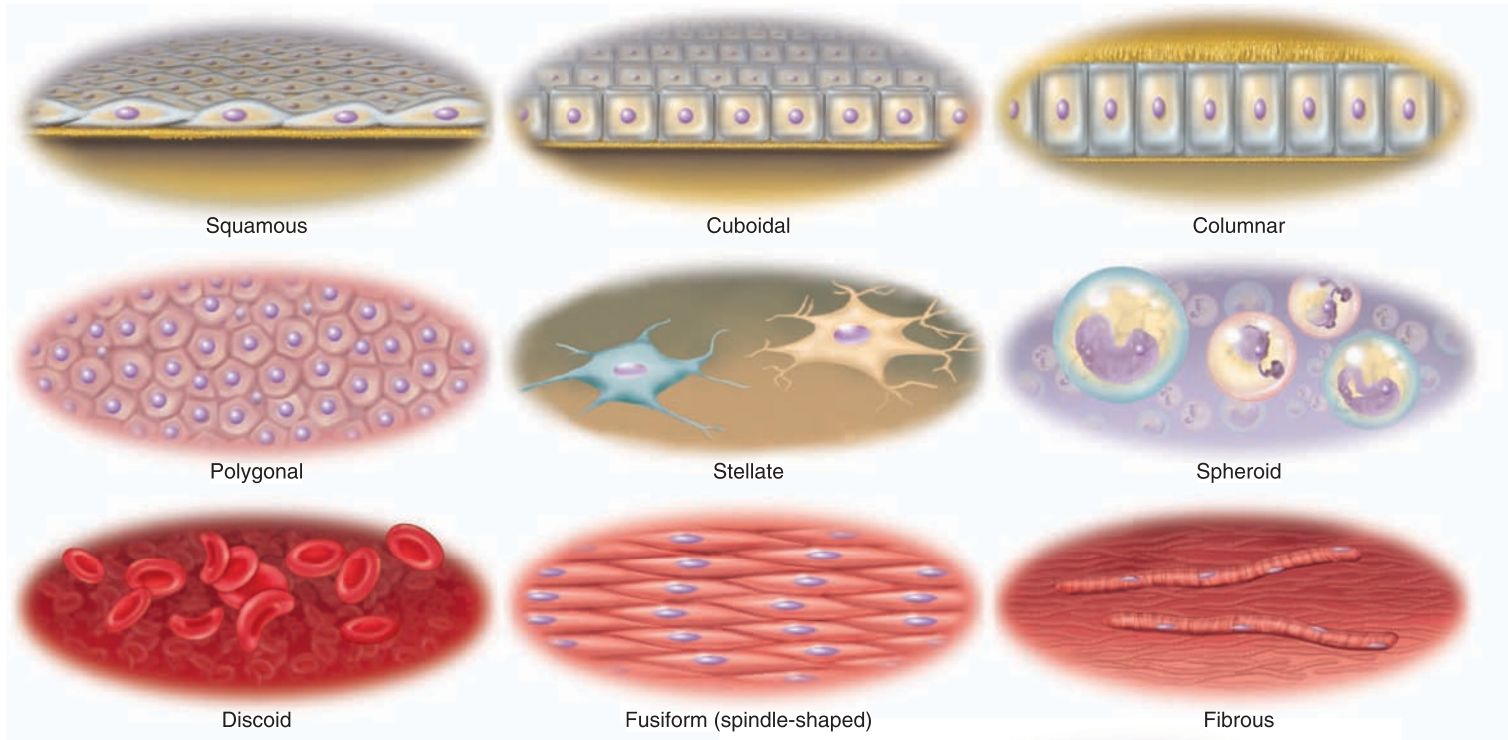 Squamous
Cuboidal
Columnar
Polygonal
Stellate
Spheroid
Discoid
Fusiform (spindle-shaped)
Fibrous